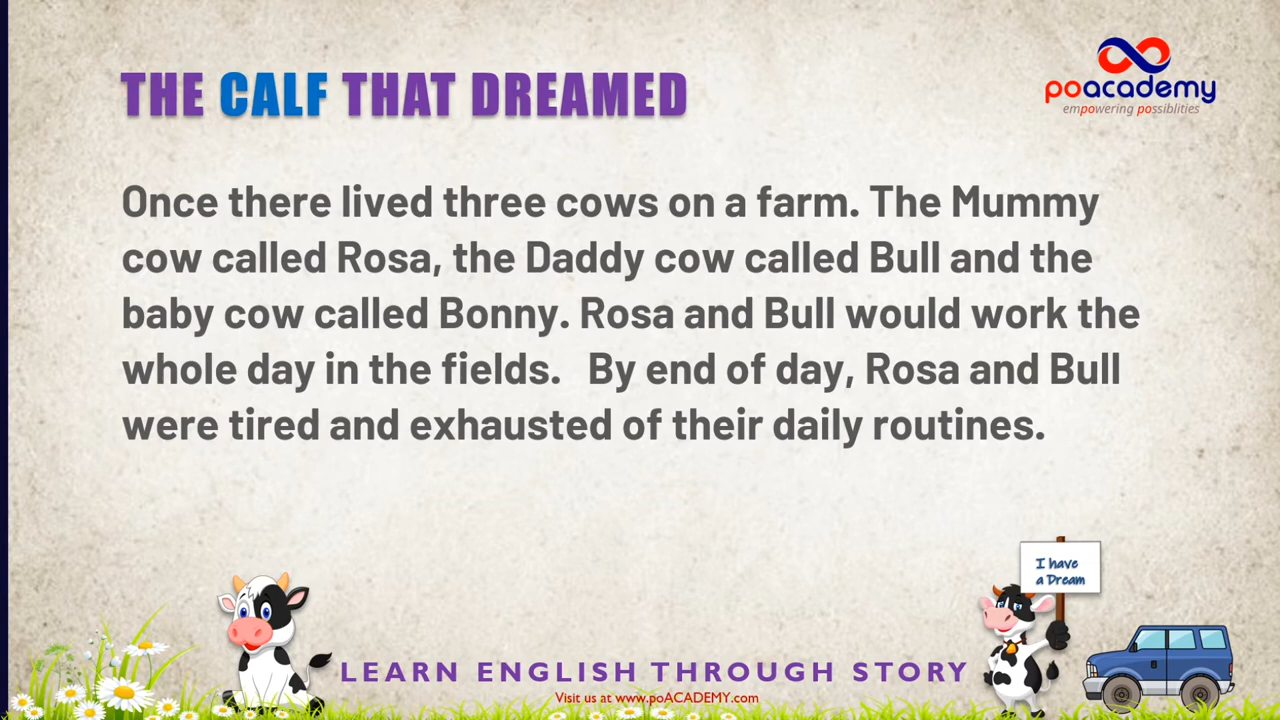 THE CALF THAT DREAMED
poacademy
empowering possiblities
Once there lived three cows on a farm. The Mummy
cow called Rosa, the Daddy cow called Bull and the
baby cow called Bonny. Rosa and Bull would work the
whole day in the fields.   By end of day, Rosa and Bull
were tired and exhausted of their daily routines.
I have
a Dream
LEARN ENGLISH THROUGH STORY
Visit us at www.poACADEMY.com